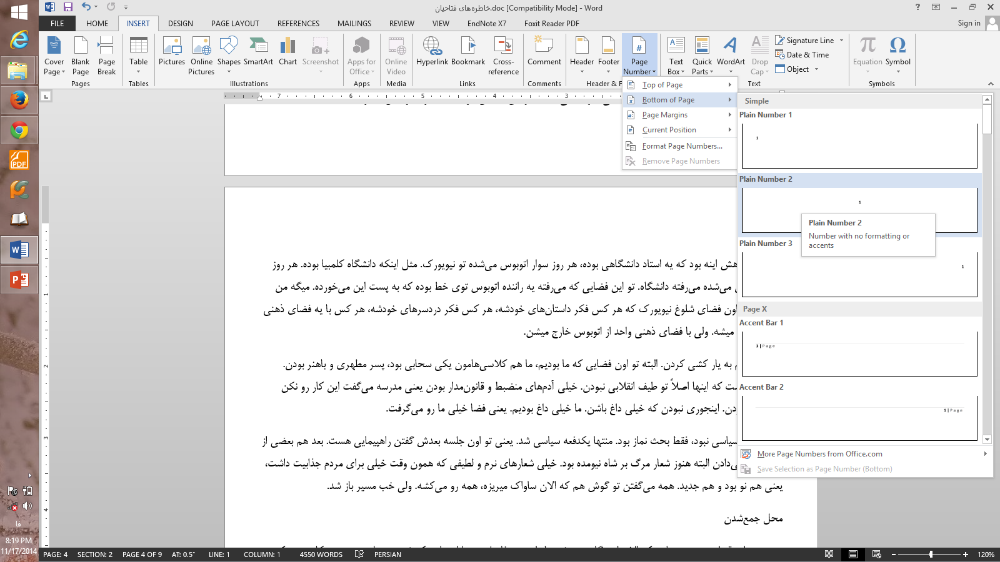 خاطره‌های فتاحیان.doc [Compatibility Mode] - Word
FILE HOME INSERT DESIGN PAGE LAYOUT REFERENCES MAILINGS REVIEW VIEW EndNote X7 Foxit Reader PDF Sign in
Cover Page
Blank Page
Page Break
Pages
Table
Tables
Pictures
Online Pictures
Shapes
SmartArt
Chart
Screenshot
Illustrations
Apps for Office
Apps
Online Video
Media
Hyperlink
Bookmark
Cross-reference
Links
Comment
Comments
Header
Footer
Page Number
Header & F
Text Box
Quick Parts
WordArt
Drop Cap
Signature Line
Date & Time
Object
Text
Equation
Symbol
Symbols
Top of Page
Bottom of Page
Page Margins
Current Position
Format Page Numbers...
Remove Page Numbers
Simple
Plain Number 1
1
Plain Number 2
1
Plain Number 2
Number with no formatting or
accents
Plain Number 3
1
Page X
Accent Bar 1
1 | Page
Accent Bar 2
1 | Page
More Page Numbers from Office.com
Save Selection as Page Number (Bottom)
7 6 5 4 3
1
2
3
4
هش اینه بود که یه استاد دانشگاهی بوده، هر روز سوار اتوبوس می‌شده تو نیویورک. مثل اینکه دانشگاه کلمبیا بوده. هر روز
می‌شده می‌رفته دانشگاه. تو این فضایی که می‌رفته یه راننده اتوبوس توی خط بوده که به پست این می‌خورده. میگه من
ون فضای شلوغ نیویورک که هر کس فکر داستان‌های خودشه، هر کس فکر دردسرهای خودشه، هر کس با یه فضای ذهنی
میشه. ولی با فضای ذهنی واحد از اتوبوس خارج میشن.
به یار کشی کردن. البته تو اون فضایی که ما بودیم، ما هم کلاسی‌هامون یکی سحابی بود، پسر مطهری و باهنر بودن.
ست که اینها اصلاً تو طیف انقلابی نبودن. خیلی آدم‌های منضبط و قانون‌مدار بودن یعنی مدرسه می‌گفت این کار رو نکن
دن. اینجوری نبودن که خیلی داغ باشن. ما خیلی داغ بودیم. یعنی فضا خیلی ما رو می‌گرفت.
سیاسی نبود، فقط بحث نماز بود. منتها یکدفعه سیاسی شد. یعنی تو اون جلسه بعدش گفتن راهپیمایی هست. بعد هم بعضی از
ی‌دادن البته هنوز شعار مرگ بر شاه نیومده بود. خیلی شعارهای نرم و لطیفی که همون وقت خیلی برای مردم جذابیت داشت،
یعنی هم نو بود و هم جدید. همه می‌گفتن تو گوش هم که الان ساواک میریزه، همه رو می‌کشه. ولی خب مسیر باز شد.
محل جمع‌شدن
PDF
فا
8:19 PM
11/17/2014
PAGE: 4 SECTION: 2 PAGE 4 OF 9 AT: 0.5" LINE: 1 COLUMN: 1 4550 WORDS PERSIAN 120%